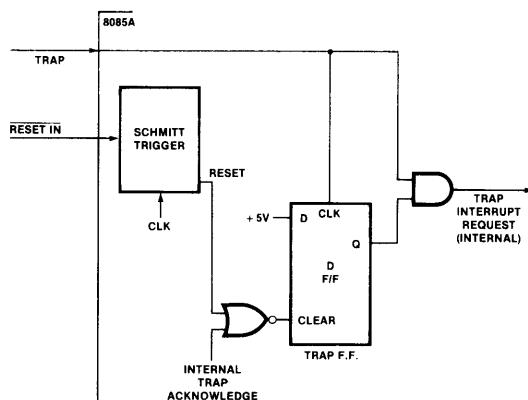 8085A
TRAP
RESET IN
SCHMITT
TRIGGER
RESET
CLK
+ 5V
D
CLK
Q
D
F/F
CLEAR
TRAP F.F.
INTERNAL
TRAP
ACKNOWLEDGE
TRAP
INTERRUPT
REQUEST
(INTERNAL)